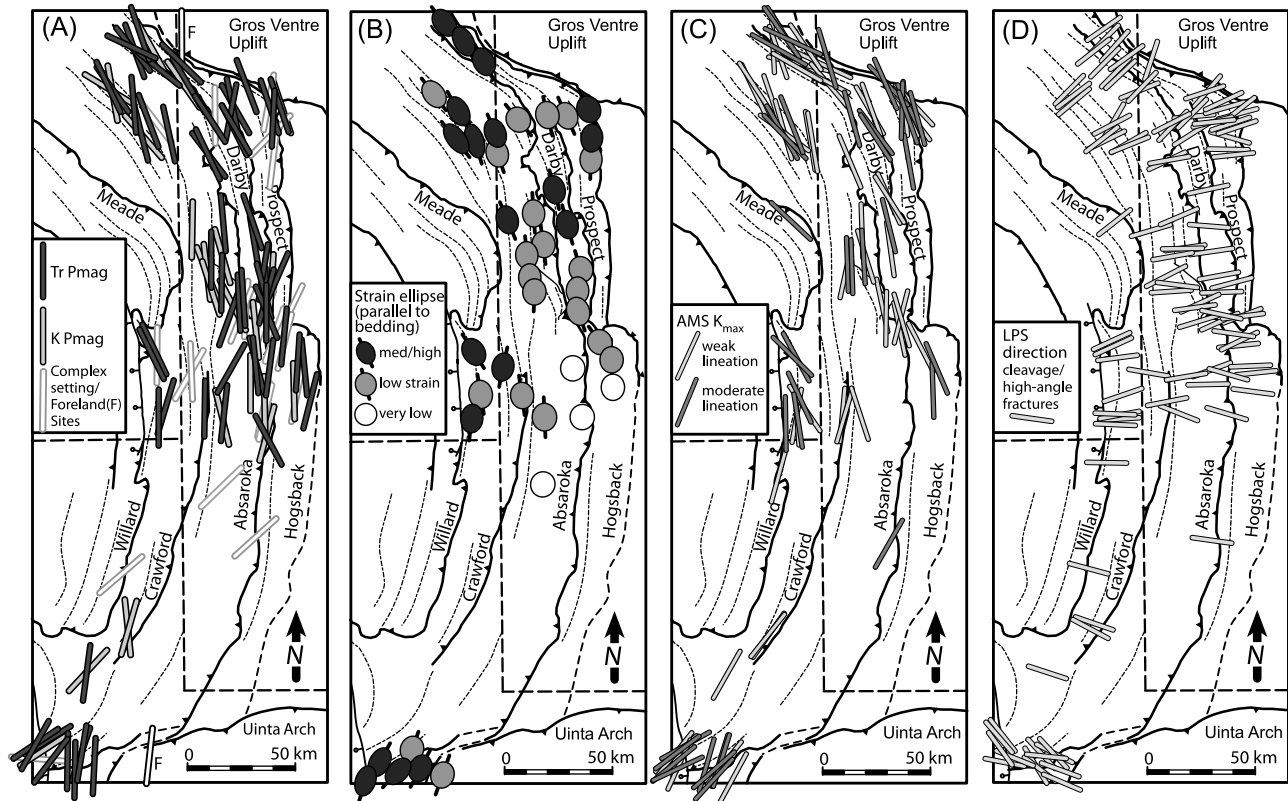 (A)
F
Gros Ventre
Uplift
Darby
Prospect
Meade
Tr Pmag
K Pmag
Complex
setting/
Foreland(F)
Sites
Willard
Crawford
Absaroka
Hogsback
N
Uinta Arch
F
0 50 km
(B)
Gros Ventre
Uplift
Darby
Prospect
Meade
Strain ellipse
(parallel to
bedding)
med/high
low strain
very low
Willard
Crawford
Absaroka
Hogsback
N
Uinta Arch
0 50 km
(C)
Gros Ventre
Uplift
Darby
Prospect
Meade
AMS Kmax
weak
lineation
moderate
lineation
Willard
Crawford
Absaroka
Hogsback
N
Uinta Arch
0 50 km
(D)
Gros Ventre
Uplift
Darby
Prospect
Meade
LPS
direction
cleavage/
high-angle
fractures
Willard
Crawford
Absaroka
Hogsback
N
Uinta Arch
0 50 km